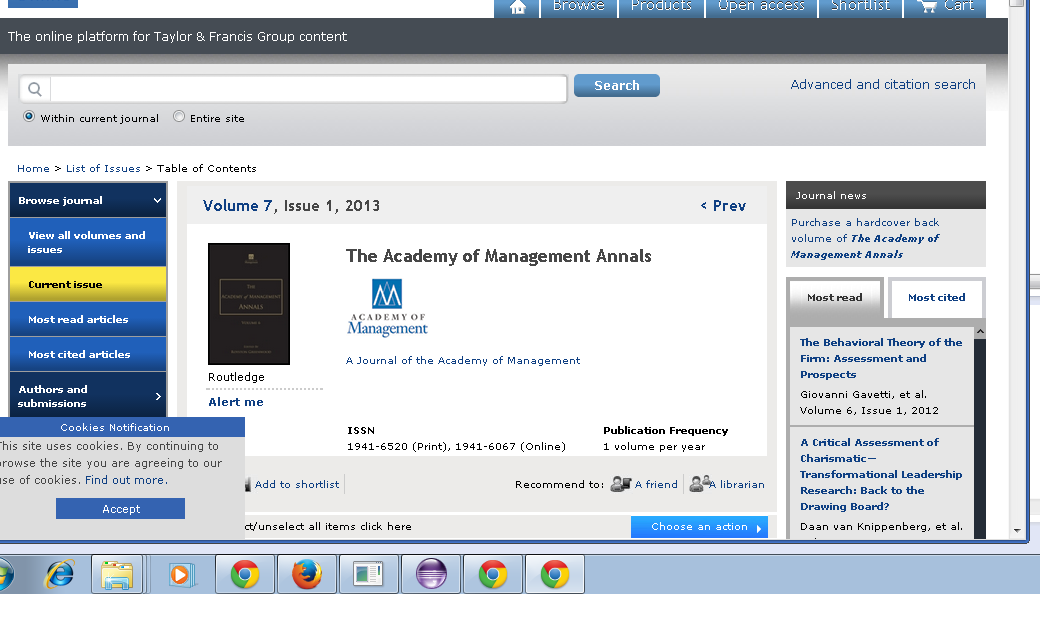 Browse
Products
Open access
Shortlist
Cart
The online platform for Taylor & Francis Group content
Search
Advanced and citation search
Within current journal
Entire site
Home > List of Issues > Table of Contents
Browse journal
View all volumes and
issues
Current issue
Most read articles
Most cited articles
Authors and
submissions
Volume 7, Issue 1, 2013
< Prev
THE
ACADEMY OF MANAGEMENT
ANNALS
The Academy of Management Annals
ACADEMY OF
Management
A Journal of the Academy of Management
Routledge
Alert me
ISSN
1941-6520 (Print), 1941-6067 (Online)
Publication Frequency
1 volume per year
Add to shortlist
Recommend to:
A friend
A librarian
ct/unselect all items click here
Choose an action
Journal news
Purchase a hardcover back
volume of The Academy of
Management Annals
Most read
Most cited
The Behavioral Theory of the
Firm: Assessment and
Prospects
Giovanni Gavetti, et al.
Volume 6, Issue 1, 2012
A Critical Assessment of
Charismatic—
Transformational Leadership
Research: Back to the
Drawing Board?
Daan van Knippenberg, et al.
Cookies Notification
This site uses cookies. By continuing to
browse the site you are agreeing to our
use of cookies. Find out more.
Accept